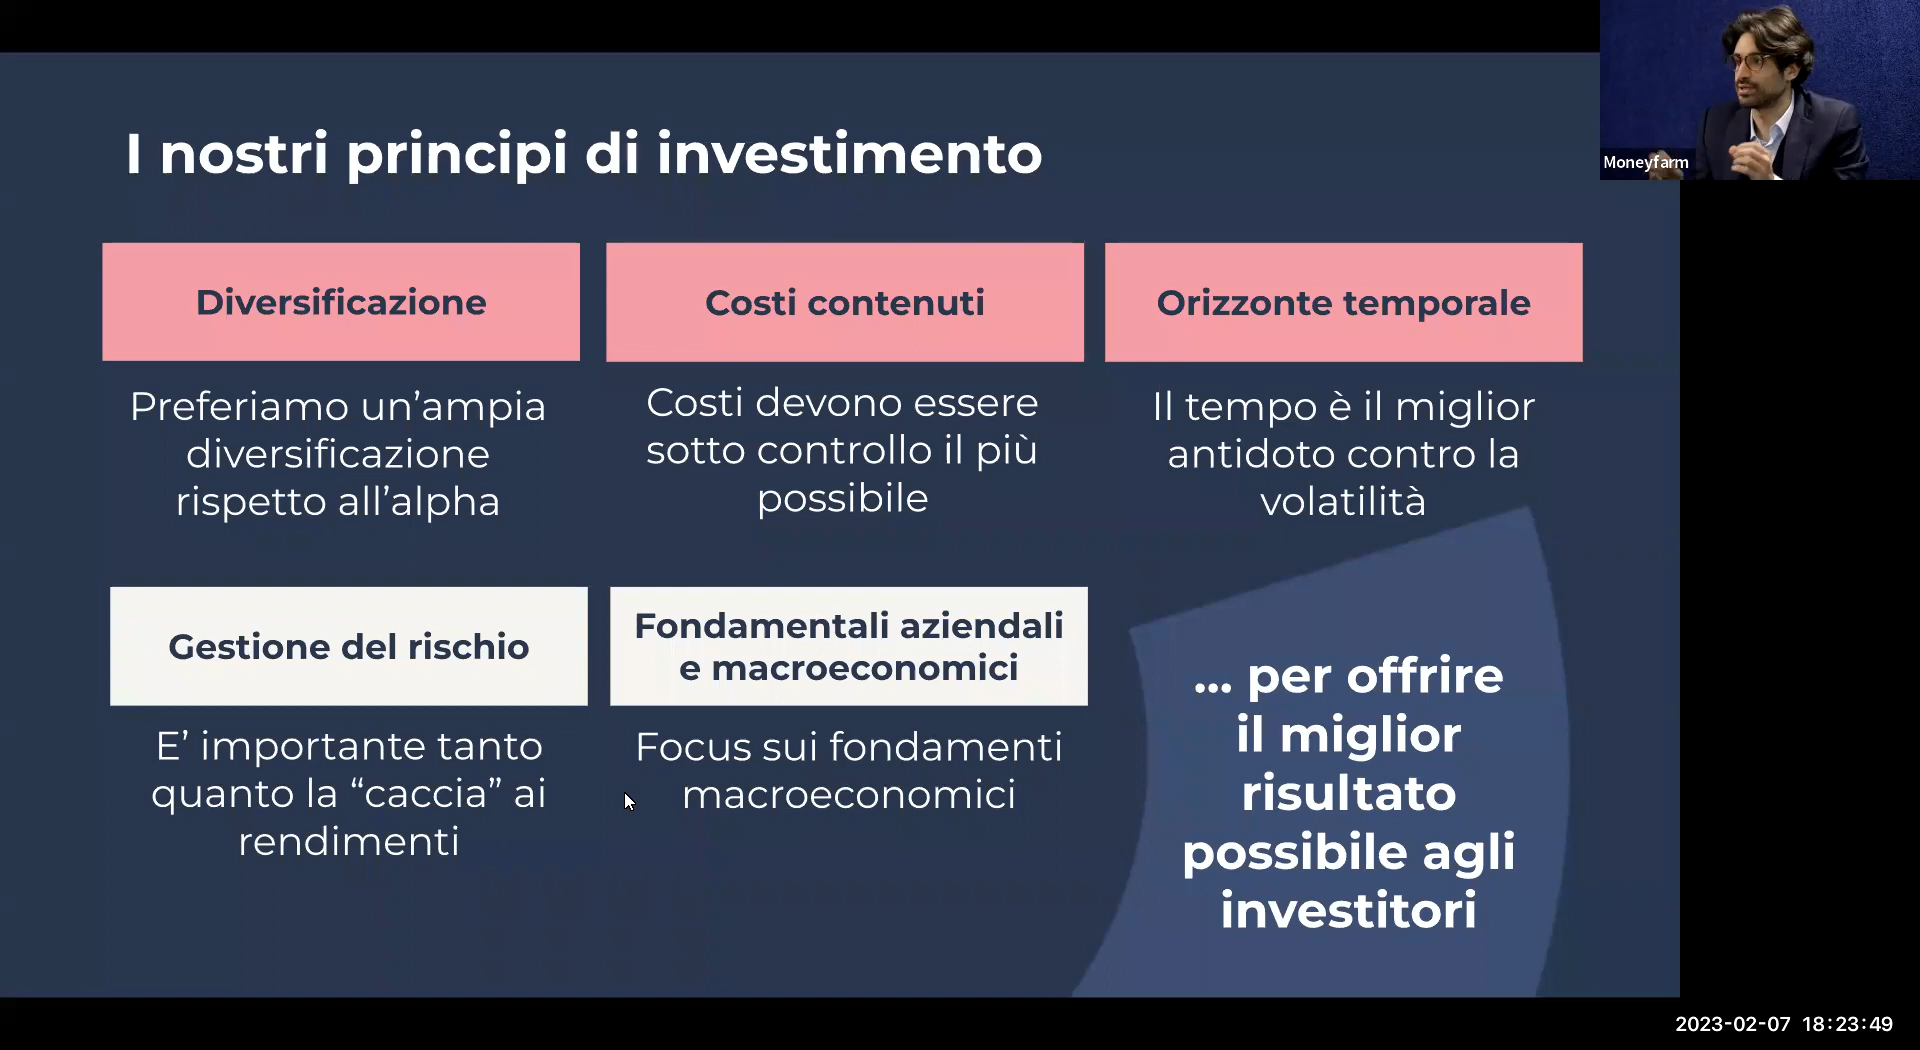 Moneyfarm
I nostri principi di investimento
Diversificazione
Preferiamo un’ampia
diversificazione
rispetto all’alpha
Costi contenuti
Costi devono essere
sotto controllo il più
possibile
Orizzonte temporale
Il tempo è il miglior
antidoto contro la
volatilità
Gestione del rischio
E’ importante tanto
quanto la “caccia” ai
rendimenti
Fondamentali aziendali
e macroeconomici
Focus sui fondamenti
macroeconomici
... per offrire
il miglior
risultato
possibile agli
investitori
2023-02-07 18:23:49